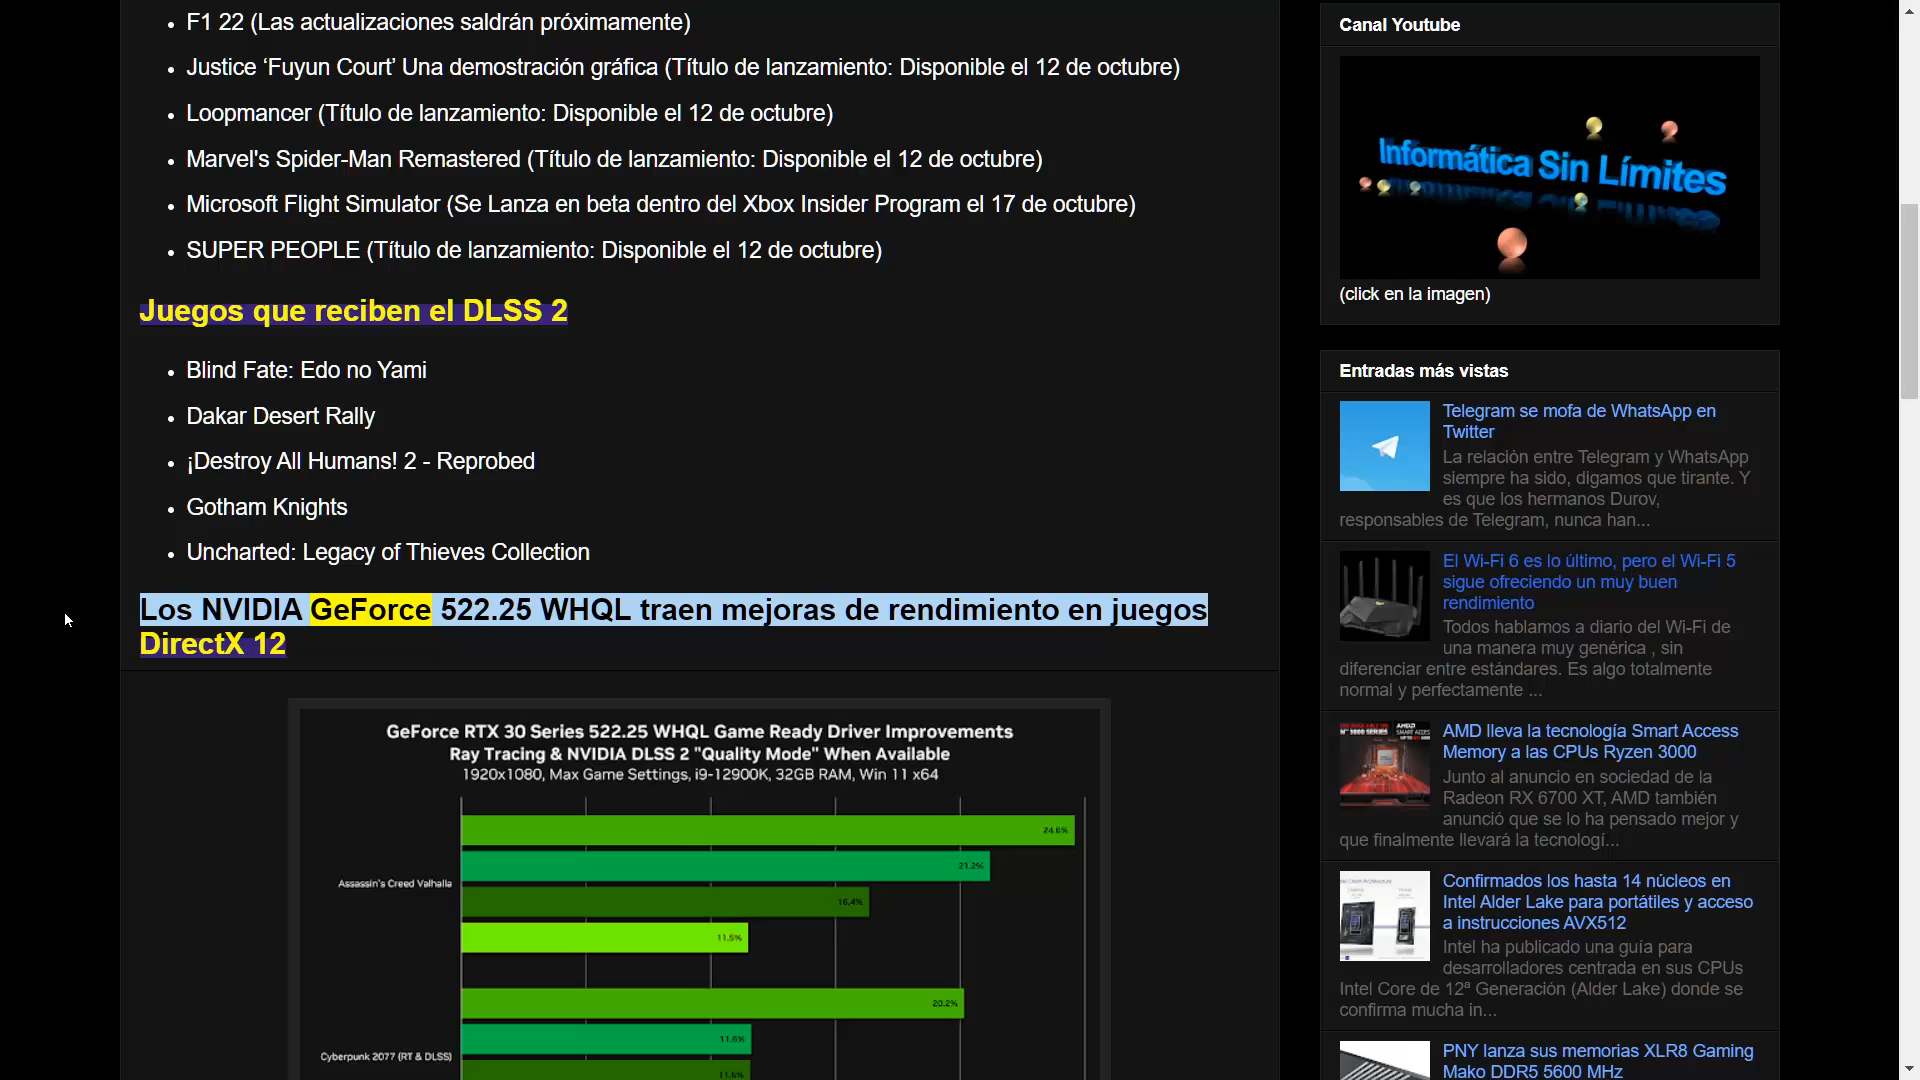 F1 22 (Las actualizaciones saldrán próximamente)
Justice ‘Fuyun Court’ Una demostración gráfica (Título de lanzamiento: Disponible el 12 de octubre)
Loopmancer (Título de lanzamiento: Disponible el 12 de octubre)
Marvel's Spider-Man Remastered (Título de lanzamiento: Disponible el 12 de octubre)
Microsoft Flight Simulator (Se Lanza en beta dentro del Xbox Insider Program el 17 de octubre)
SUPER PEOPLE (Título de lanzamiento: Disponible el 12 de octubre)
Juegos que reciben el DLSS 2
Blind Fate: Edo no Yami
Dakar Desert Rally
¡Destroy All Humans! 2 - Reprobed
Gotham Knights
Uncharted: Legacy of Thieves Collection
Los NVIDIA GeForce 522.25 WHQL traen mejoras de rendimiento en juegos
DirectX 12
GeForce RTX 30 Series 522.25 WHQL Game Ready Driver Improvements
Ray Tracing & NVIDIA DLSS 2 "Quality Mode" When Available
1920x1080, Max Game Settings, i9-12900K, 32GB RAM, Win 11 x64
24.6%
21.2%
Assassin's Creed Valhalla
16.4%
11.5%
20.2%
11.6%
Cyberpunk 2077 (RT & DLSS)
11.5%
Canal Youtube
Informática Sin Límites
(click en la imagen)
Entradas más vistas
Telegram se mofa de WhatsApp en
Twitter
La relación entre Telegram y WhatsApp
siempre ha sido, digamos que tirante. Y
es que los hermanos Durov,
responsables de Telegram, nunca han...
El Wi-Fi 6 es lo último, pero el Wi-Fi 5
sigue ofreciendo un muy buen
rendimiento
Todos hablamos a diario del Wi-Fi de
una manera muy genérica , sin
diferenciar entre estándares. Es algo totalmente
normal y perfectamente ...
AMD lleva la tecnología Smart Access
Memory a las CPUs Ryzen 3000
Junto al anuncio en sociedad de la
Radeon RX 6700 XT, AMD también
anunció que se lo ha pensado mejor y
que finalmente llevará la tecnologí...
Confirmados los hasta 14 núcleos en
Intel Alder Lake para portátiles y acceso
a instrucciones AVX512
Intel ha publicado una guía para
desarrolladores centrada en sus CPUs
Intel Core de 12ª Generación (Alder Lake) donde se
confirma mucha in...
PNY lanza sus memorias XLR8 Gaming
Mako DDR5 5600 MHz